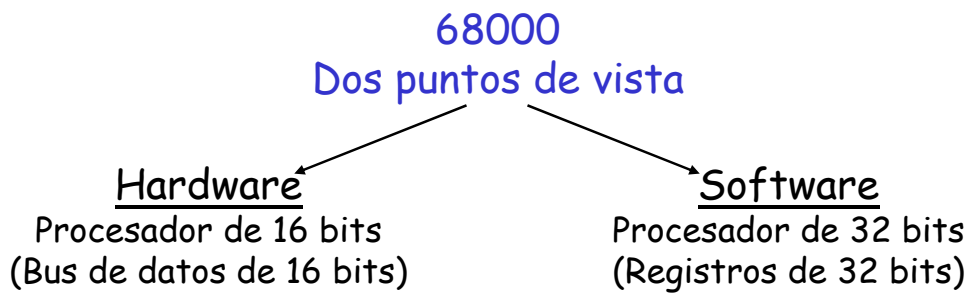 68000
Dos puntos de vista
Hardware
Procesador de 16 bits
(Bus de datos de 16 bits)
Software
Procesador de 32 bits
(Registros de 32 bits)